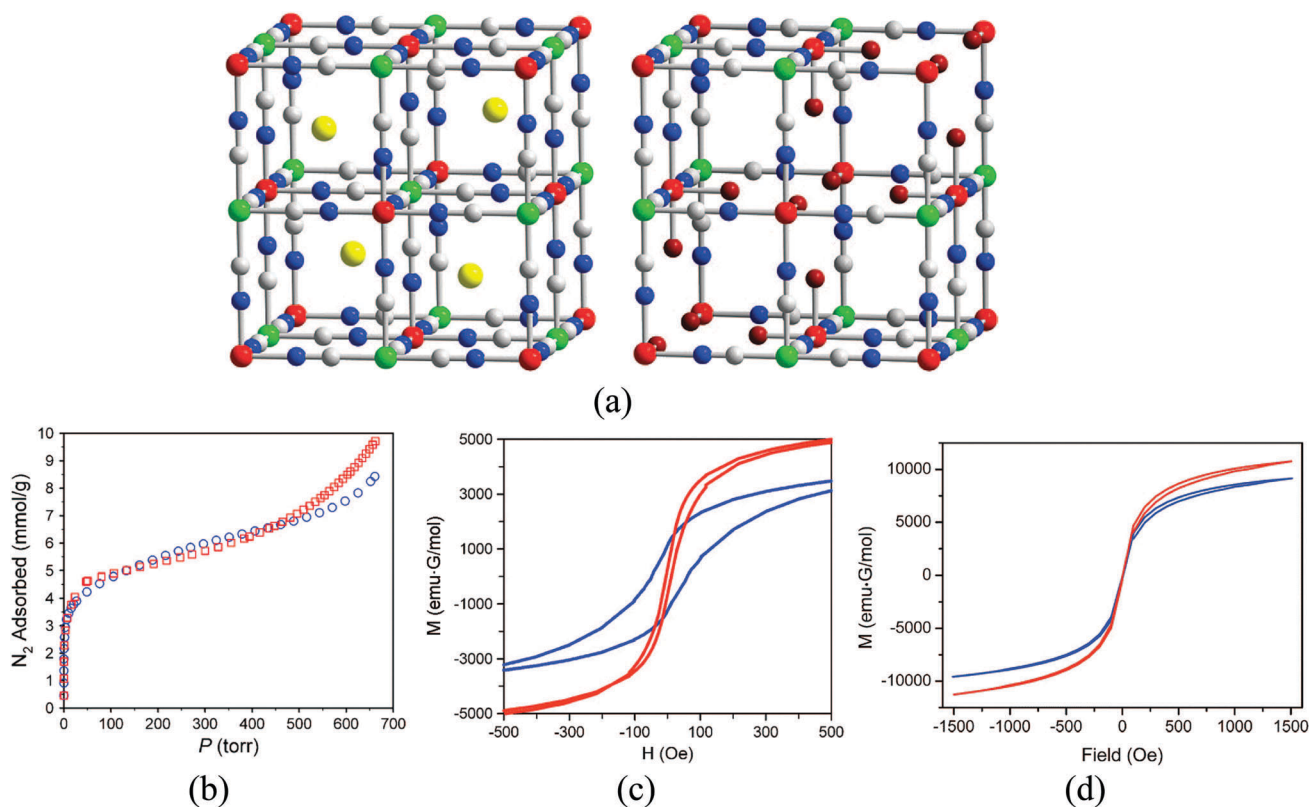 (a)
N₂ Adsorbed (mmol/g)
10
9
8
7
6
5
4
3
2
1
0
0 100 200 300 400 500 600 700
P (torr)
(b)
M (emu·G/mol)
5000
3000
1000
-1000
-3000
-5000
-500 -300 -100 100 300 500
H (Oe)
(c)
M (emu·G/mol)
10000
5000
0
-5000
-10000
-1500 -1000 -500 0 500 1000 1500
Field (Oe)
(d)